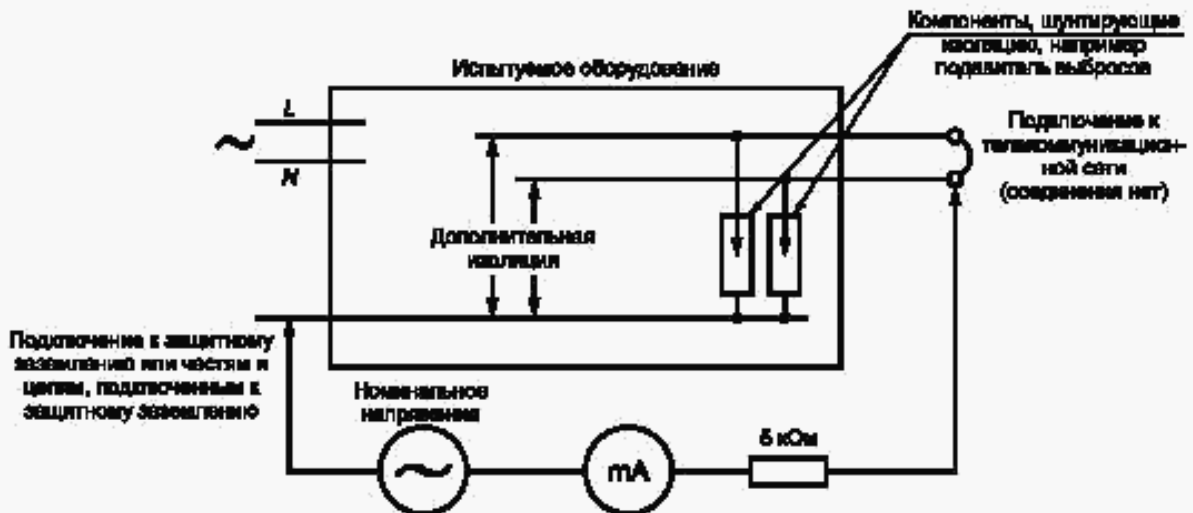 Компоненты, шунтирующие
изоляцию, например
подавитель выбросов
Испытуемое оборудование
L
N
Подключение к
телекоммуникацион-
ной сети
(соединения нет)
Дополнительная
изоляция
Подключение к защитному
заземлению или частям и
цепям, подключенным к
защитному заземлению
Номинальное
напряжение
mA
5 кОм